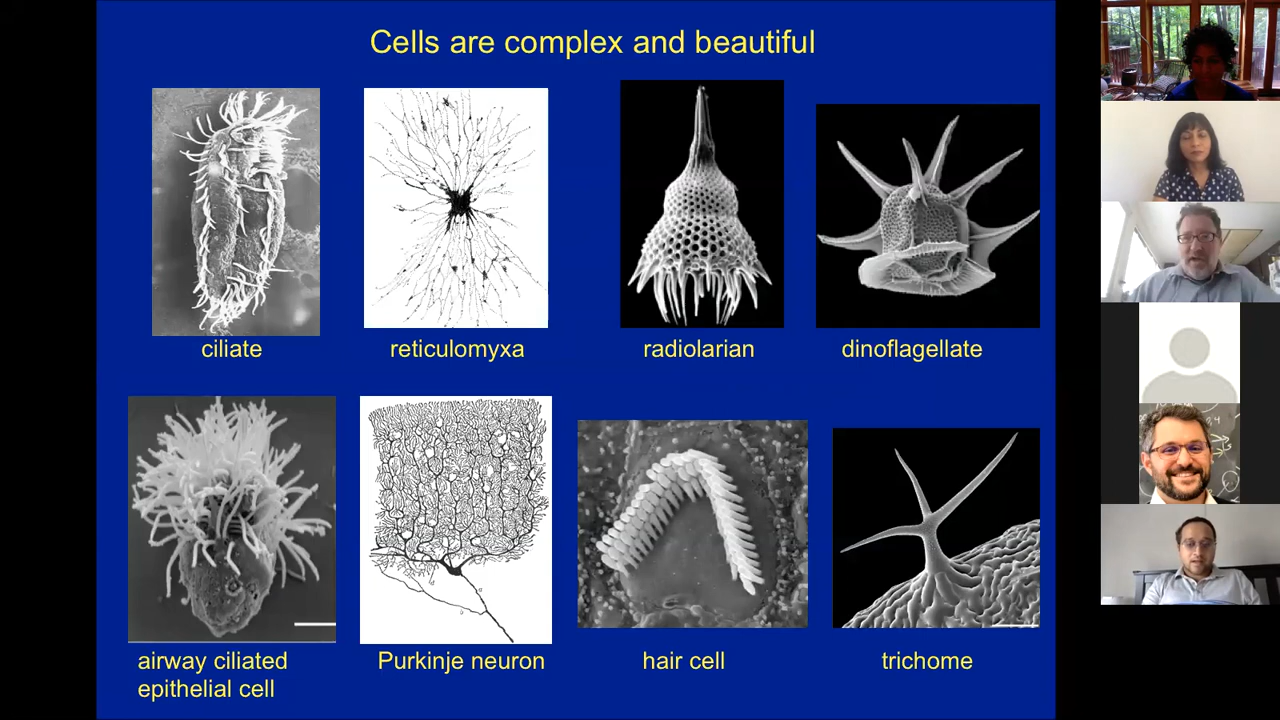 Cells are complex and beautiful
ciliate
reticulomyxa
radiolarian
dinoflagellate
airway ciliated
epithelial cell
Purkinje neuron
hair cell
trichome